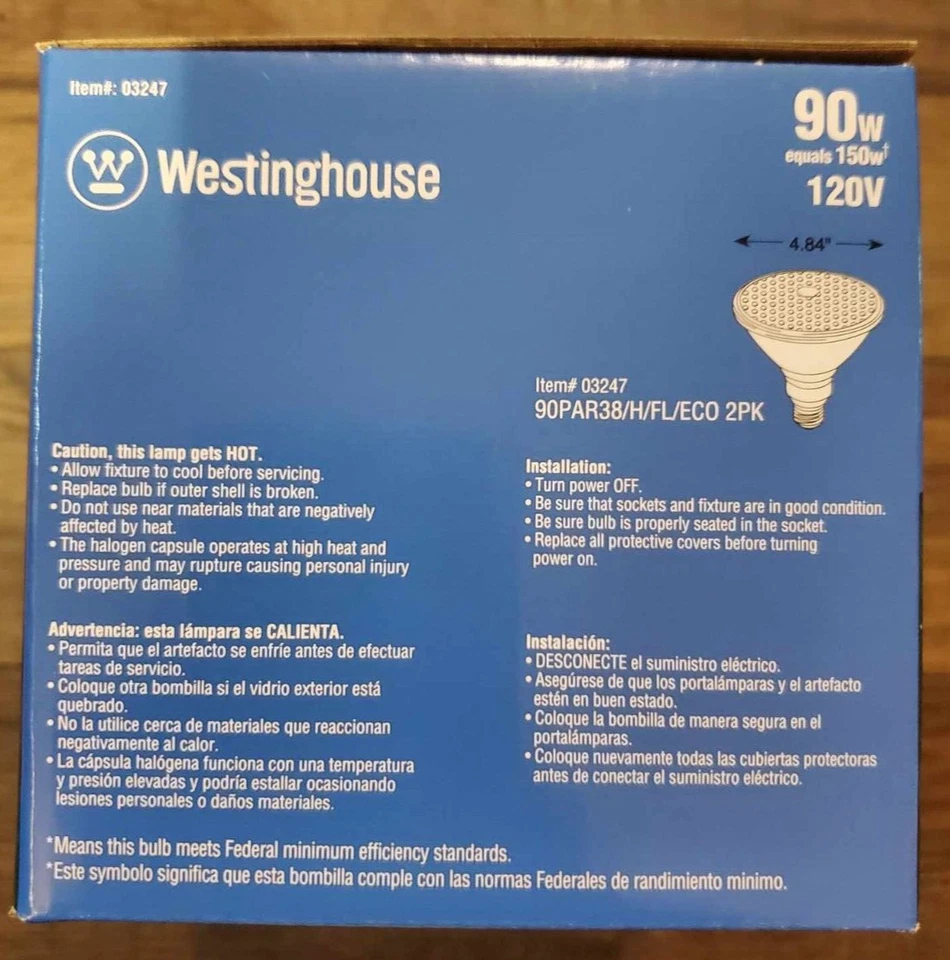 Item#: 03247
Westinghouse
90w
equals 150w†
120V
4.84"
Item# 03247
90PAR38/H/FL/ECO 2PK
Caution, this lamp gets HOT.
• Allow fixture to cool before servicing.
• Replace bulb if outer shell is broken.
• Do not use near materials that are negatively
affected by heat.
• The halogen capsule operates at high heat and
pressure and may rupture causing personal injury
or property damage.
Installation:
• Turn power OFF.
• Be sure that sockets and fixture are in good condition.
• Be sure bulb is properly seated in the socket.
• Replace all protective covers before turning
power on.
Advertencia: esta lámpara se CALIENTA.
• Permita que el artefacto se enfríe antes de efectuar
tareas de servicio.
• Coloque otra bombilla si el vidrio exterior está
quebrado.
• No la utilice cerca de materiales que reaccionan
negativamente al calor.
• La cápsula halógena funciona con una temperatura
y presión elevadas y podría estallar ocasionando
lesiones personales o daños materiales.
Instalación:
• DESCONECTE el suministro eléctrico.
• Asegúrese de que los portalámparas y el artefacto
estén en buen estado.
• Coloque la bombilla de manera segura en el
portalámparas.
• Coloque nuevamente todas las cubiertas protectoras
antes de conectar el suministro eléctrico.
*Means this bulb meets Federal minimum efficiency standards.
*Este symbolo significa que esta bombilla comple con las normas Federales de randimiento minimo.